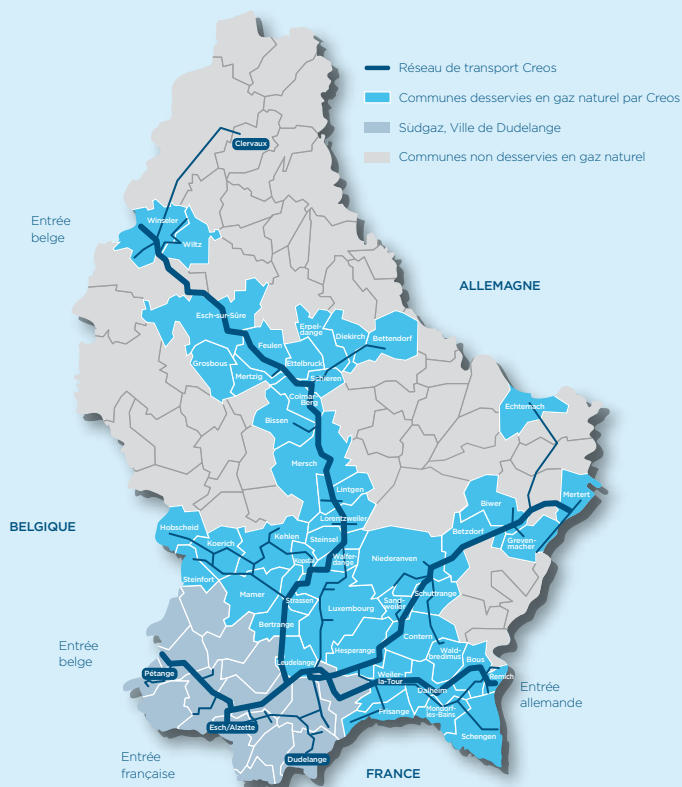 Réseau de transport Creos
Communes desservies en gaz naturel par Creos
Südgaz, Ville de Dudelange
Communes non desservies en gaz naturel
Clervaux
Entrée
belge
Winseler
Wiltz
ALLEMAGNE
Esch-sur-Sûre
Erpel-
dange
Diekirch
Bettendorf
Feulen
Grosbous
Ettelbruck
Mertzig
Schieren
Colmar-
Berg
Bissen
Echternach
Mersch
Lintgen
Mertert
Biwer
Lorentzweiler
BELGIQUE
Hobscheid
Kehlen
Steinsel
Betzdorf
Greven-
macher
Koerich
Kopstal
Walfer-
dange
Niederanven
Steinfort
Mamer
Strassen
Schuttrange
Sand-
weiler
Luxembourg
Bertrange
Contern
Hesperange
Wald-
bredimus
Bous
Entrée
belge
Leudelange
Pétange
Weiler-
la-Tour
Remich
Dalheim
Entrée
allemande
Frisange
Mondorf-
les-Bains
Esch/Alzette
Schengen
Entrée
française
Dudelange
FRANCE